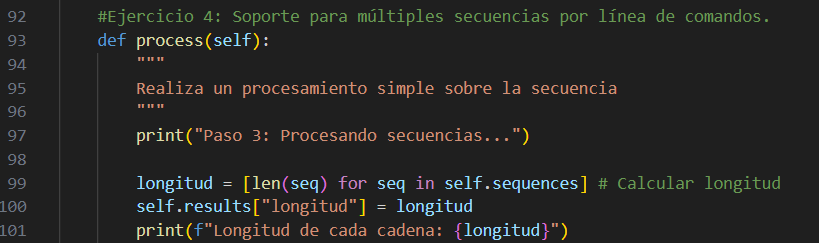 92 #Ejercicio 4: Soporte para múltiples secuencias por línea de comandos.
93 def process(self):
94 """
95 Realiza un procesamiento simple sobre la secuencia
96 """
97 print("Paso 3: Procesando secuencias...")
98
99 longitud = [len(seq) for seq in self.sequences] # Calcular longitud
100 self.results["longitud"] = longitud
101 print(f"Longitud de cada cadena: {longitud}")